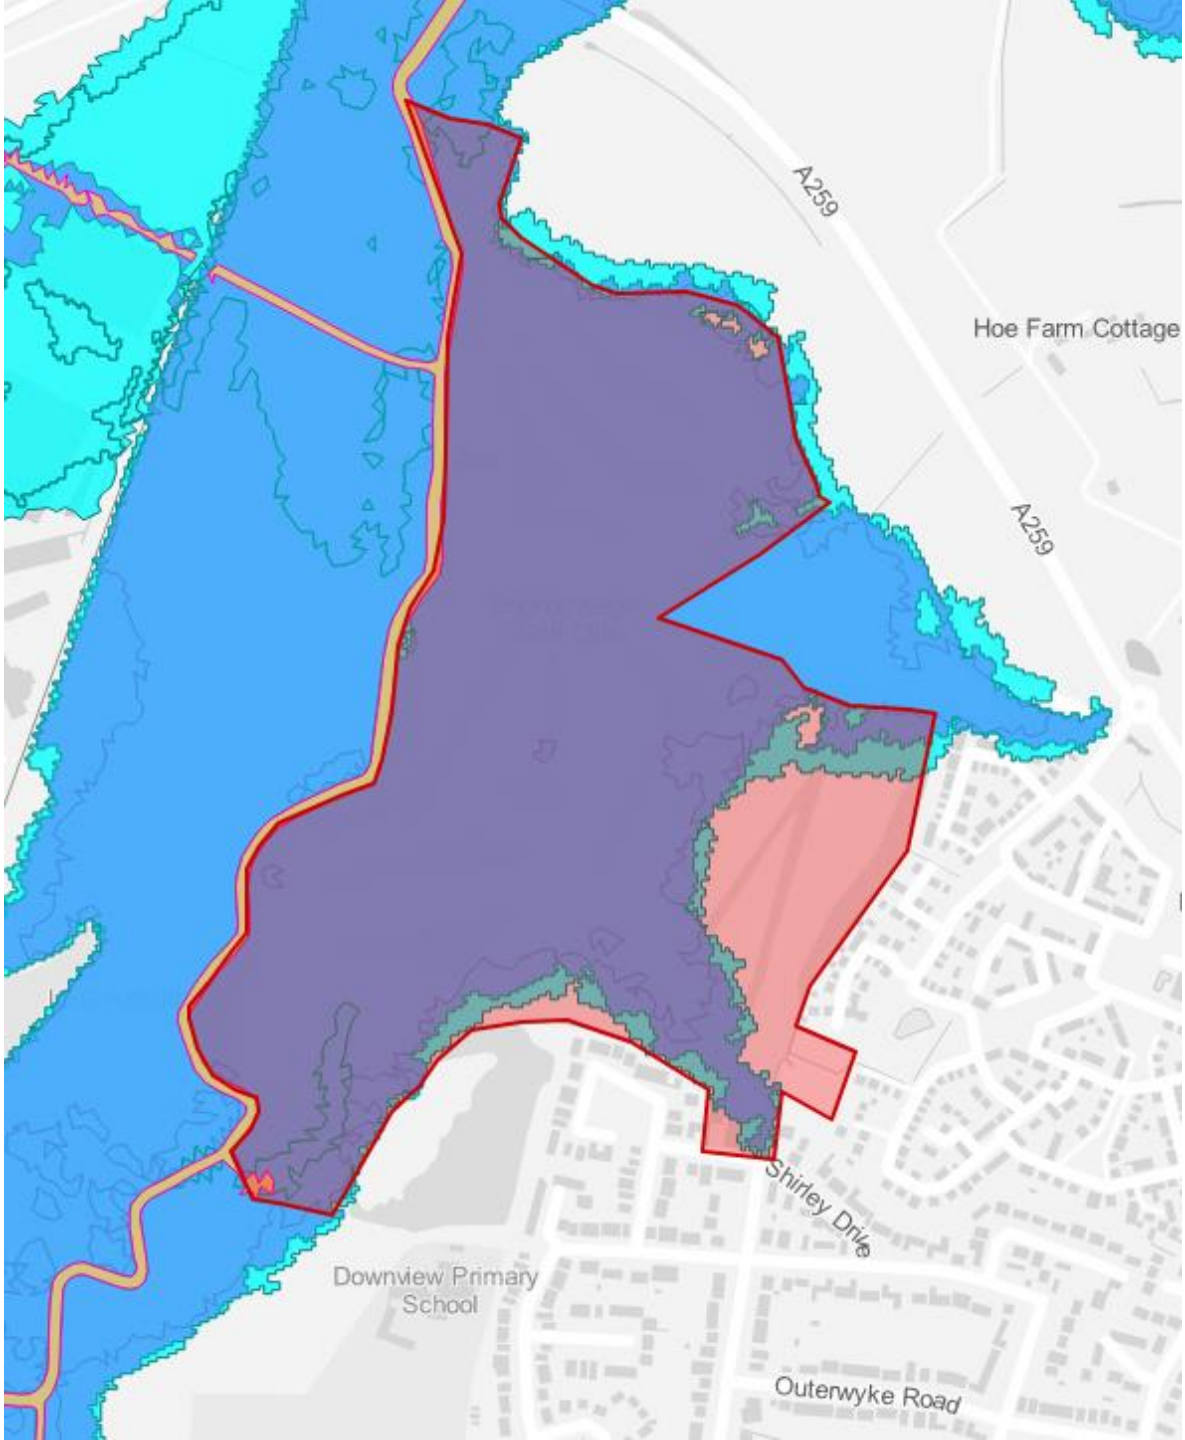 A259
Hoe Farm Cottage
A259
Shirley Drive
Downview Primary
School
Outerwyke Road